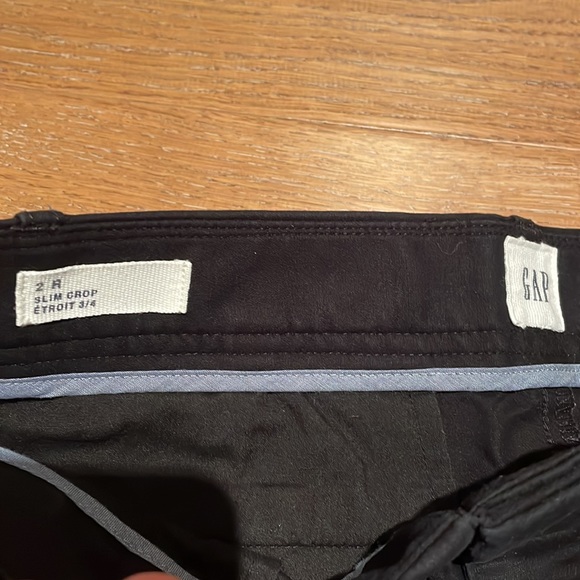 2 R
SLIM CROP
ÉTROIT 3/4
GAP